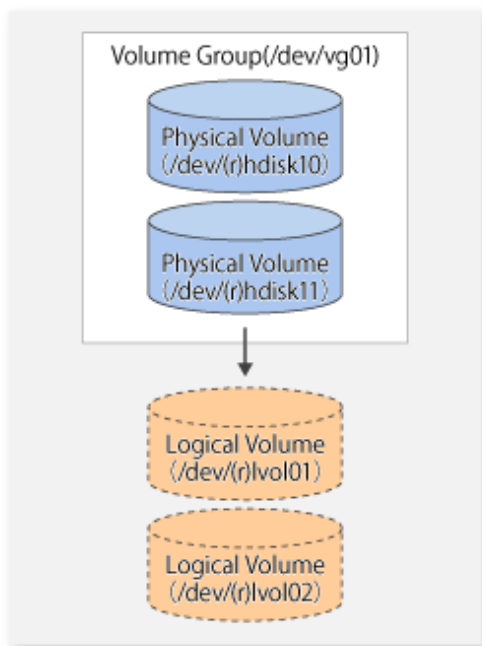 Volume Group(/dev/vg01)
Physical Volume
(/dev/(r)hdisk10)
Physical Volume
(/dev/(r)hdisk11)
Logical Volume
(/dev/(r)lvol01)
Logical Volume
(/dev/(r)lvol02)